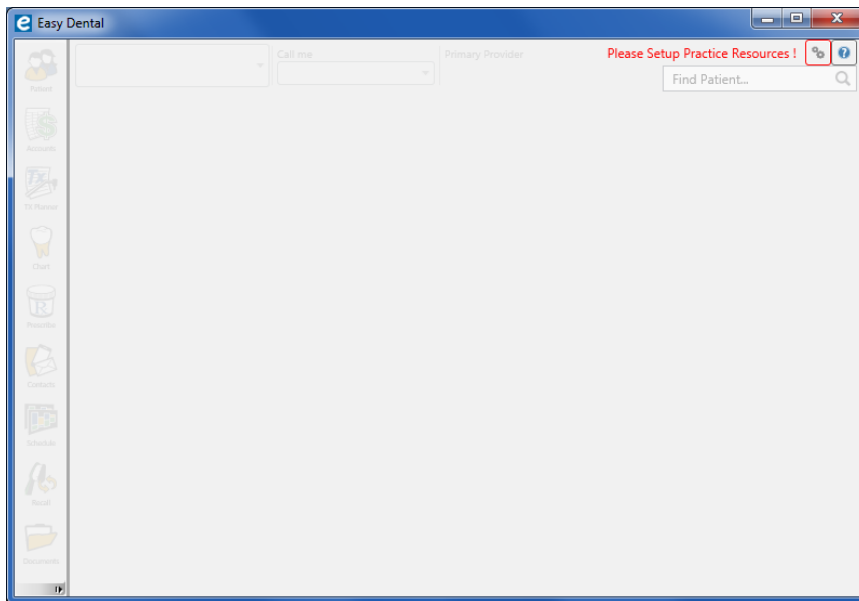 Easy Dental
Call me
Primary Provider
Please Setup Practice Resources !
Find Patient...
Patient
Accounts
TX Planner
Chart
Prescribe
Contacts
Schedule
Recall
Documents